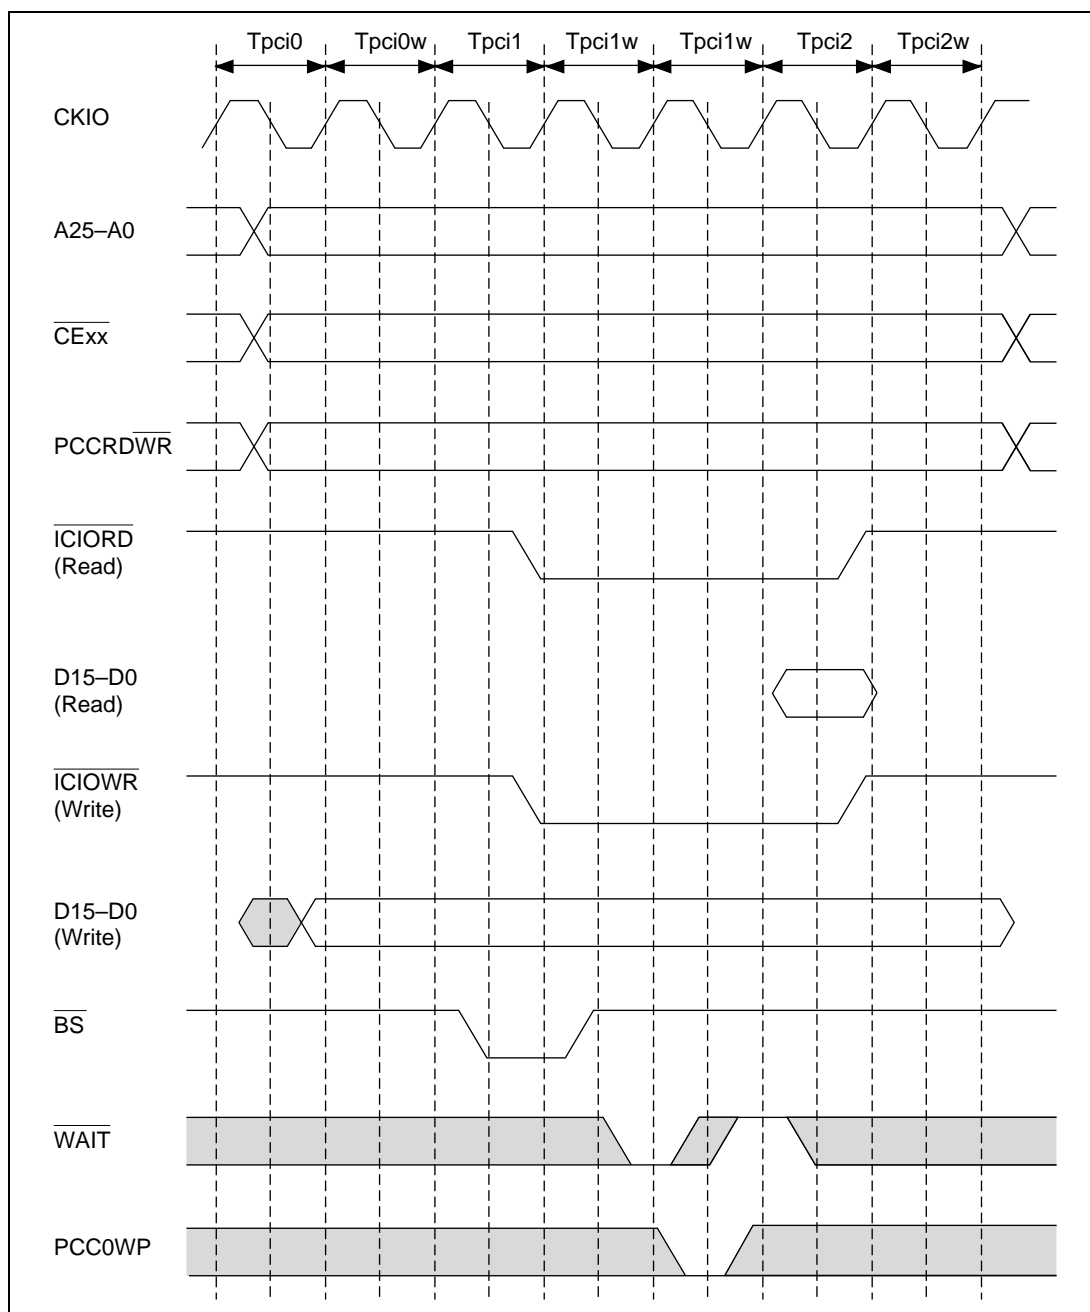 Tpci0 Tpci0w Tpci1 Tpci1w Tpci1w Tpci2 Tpci2w
CKIO
A25–A0
CExx
PCCRDWR
ICIORD
(Read)
D15–D0
(Read)
ICIOWR
(Write)
D15–D0
(Write)
BS
WAIT
PCC0WP